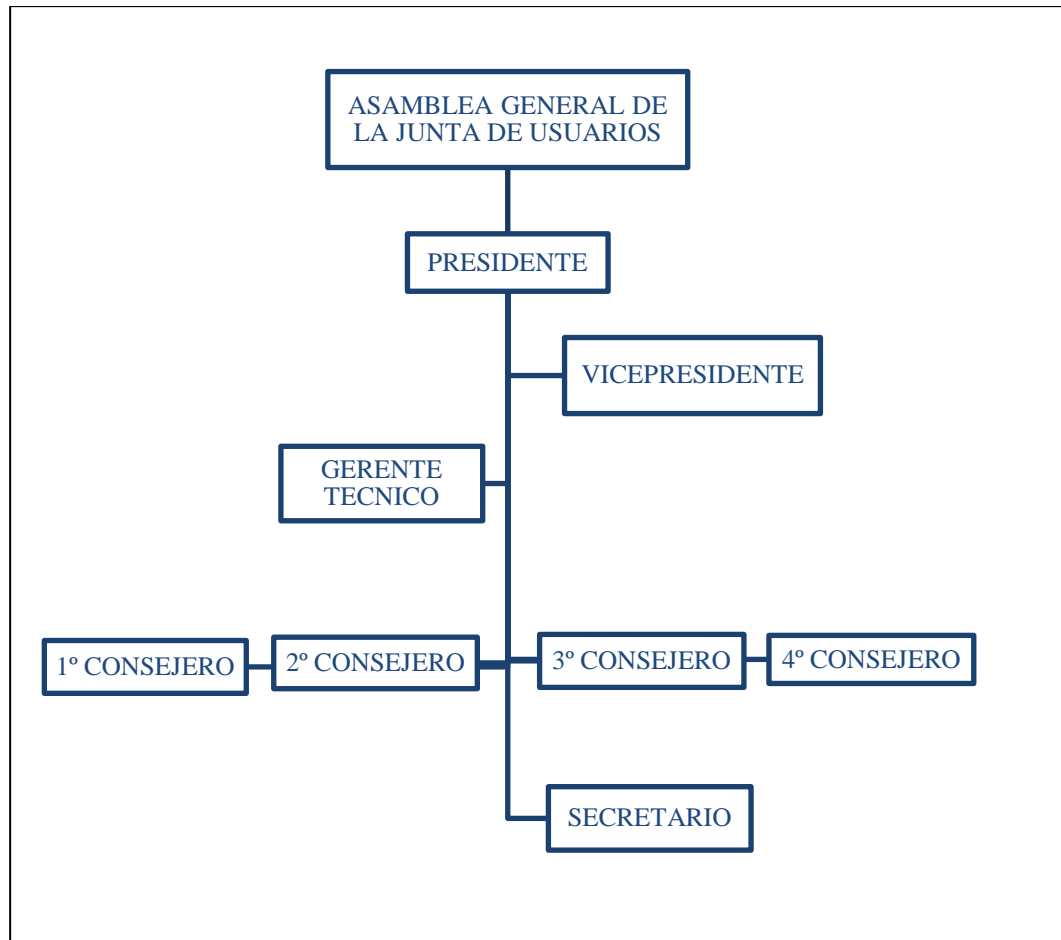 ASAMBLEA GENERAL DE
LA JUNTA DE USUARIOS
PRESIDENTE
VICEPRESIDENTE
GERENTE
TECNICO
1º CONSEJERO
2º CONSEJERO
3º CONSEJERO
4º CONSEJERO
SECRETARIO